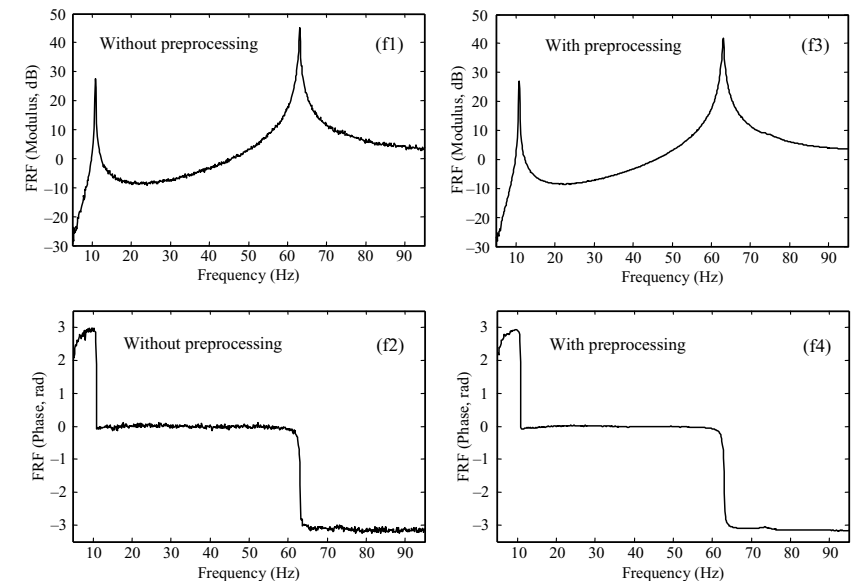 50
40
30
20
10
0
–10
–20
–30
FRF (Modulus, dB)
Without preprocessing
(f1)
10 20 30 40 50 60 70 80 90
Frequency (Hz)
50
40
30
20
10
0
–10
–20
–30
FRF (Modulus, dB)
With preprocessing
(f3)
10 20 30 40 50 60 70 80 90
Frequency (Hz)
3
2
1
0
–1
–2
–3
FRF (Phase, rad)
Without preprocessing
(f2)
10 20 30 40 50 60 70 80 90
Frequency (Hz)
3
2
1
0
–1
–2
–3
FRF (Phase, rad)
With preprocessing
(f4)
10 20 30 40 50 60 70 80 90
Frequency (Hz)